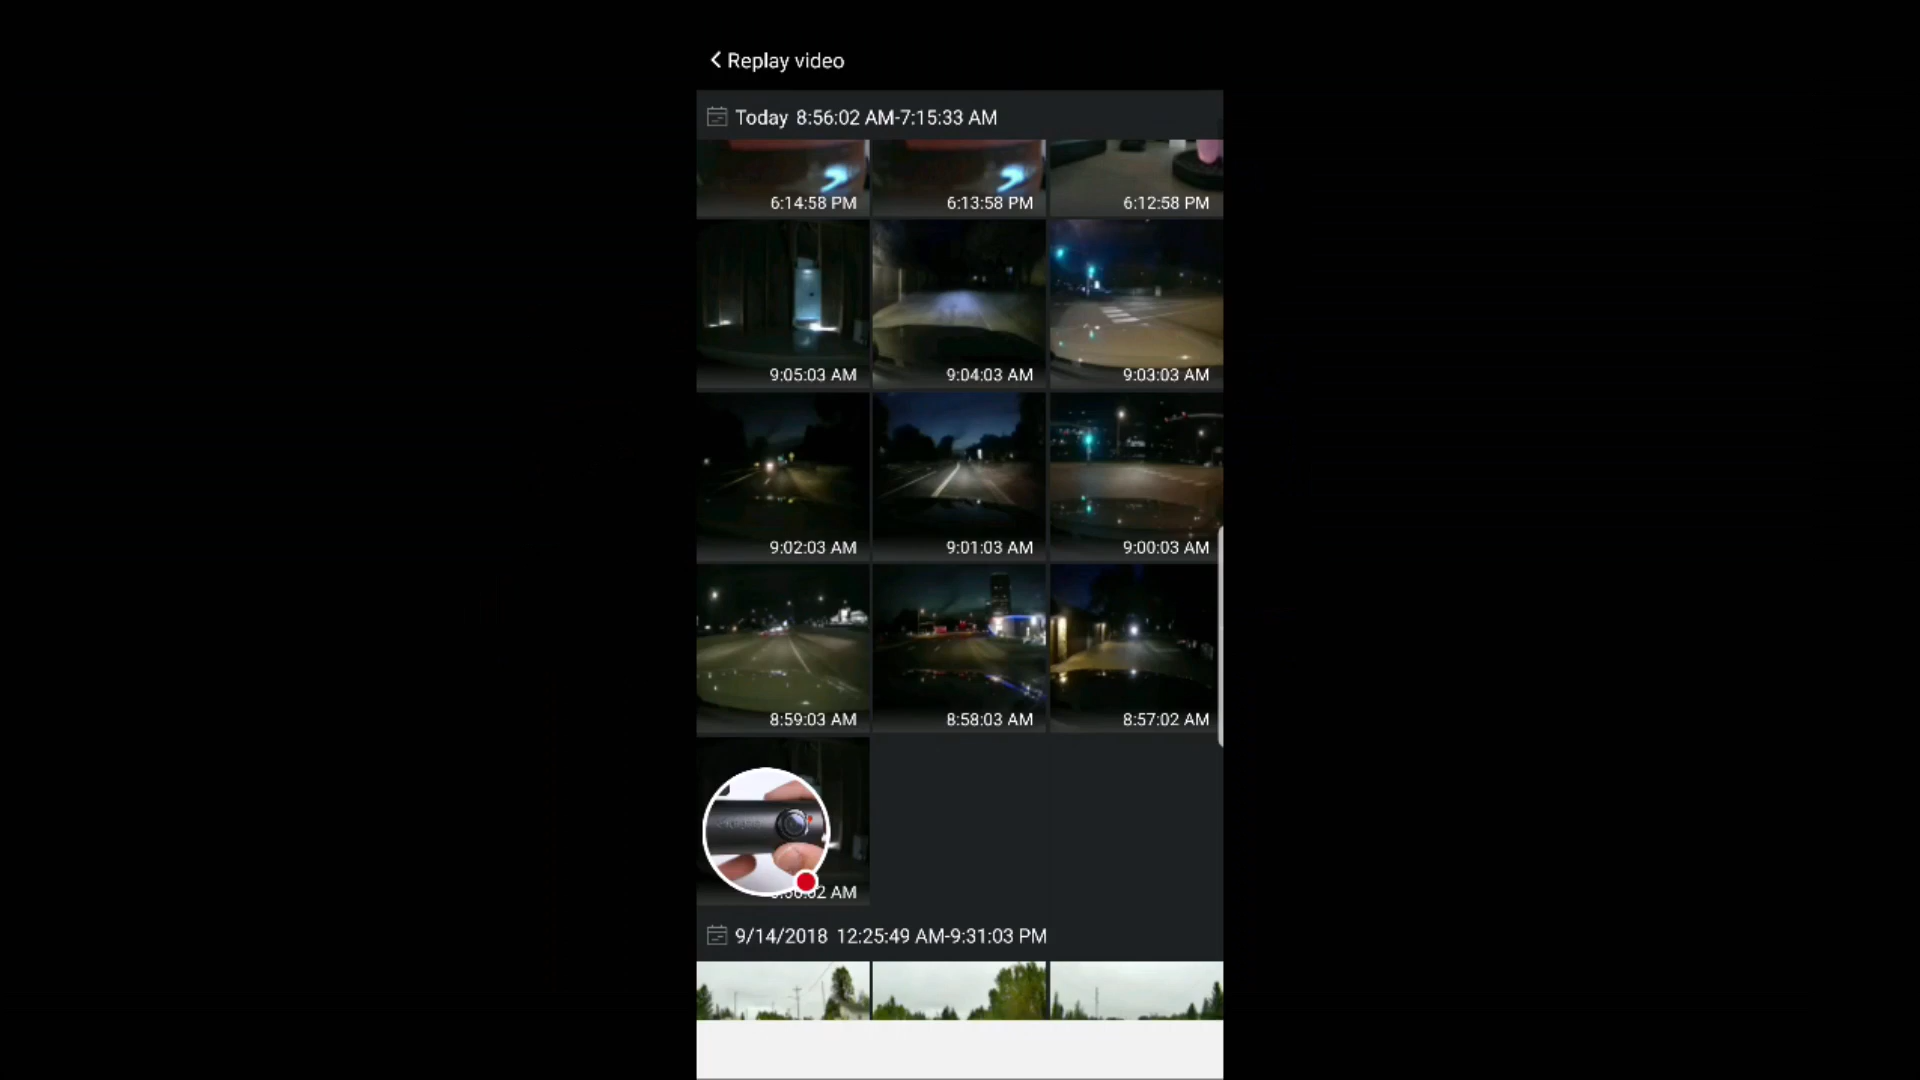 Replay video
Today 8:56:02 AM-7:15:33 AM
6:14:58 PM
6:13:58 PM
6:12:58 PM
9:05:03 AM
9:04:03 AM
9:03:03 AM
9:02:03 AM
9:01:03 AM
9:00:03 AM
8:59:03 AM
8:58:03 AM
8:57:02 AM
AM
9/14/2018 12:25:49 AM-9:31:03 PM